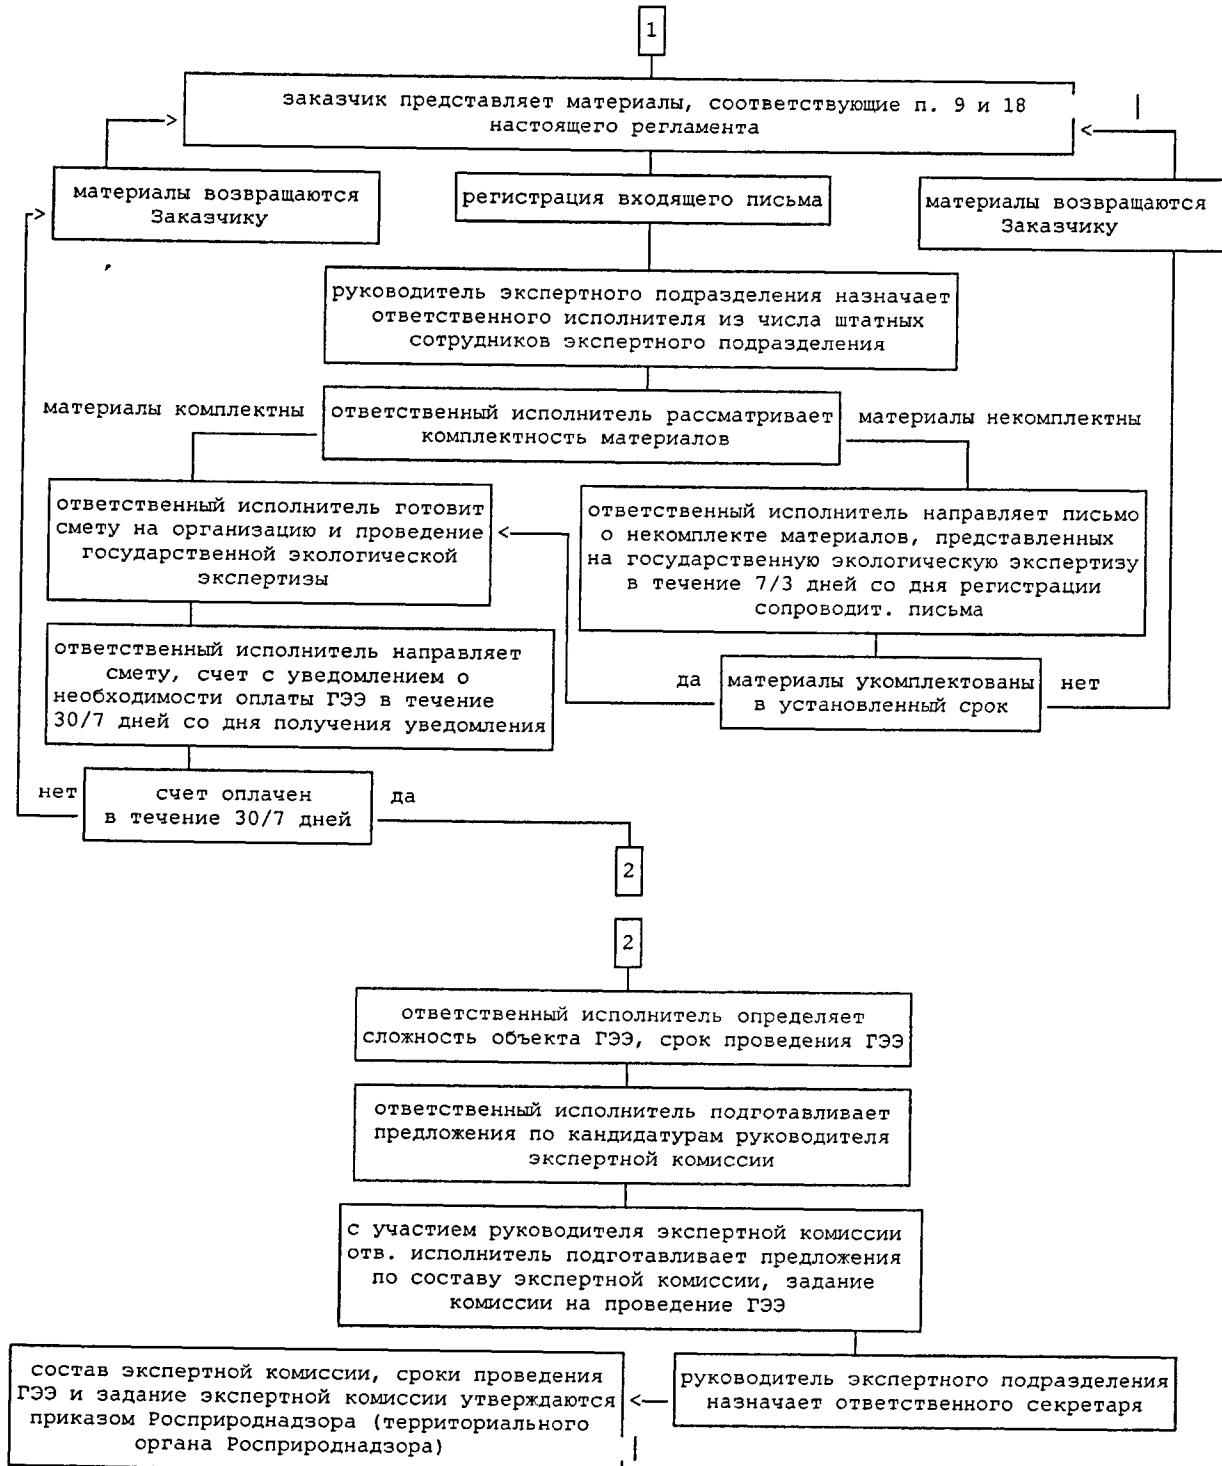 1
заказчик представляет материалы, соответствующие п. 9 и 18
настоящего регламента
материалы возвращаются
Заказчику
регистрация входящего письма
материалы возвращаются
Заказчику
руководитель экспертного подразделения назначает
ответственного исполнителя из числа штатных
сотрудников экспертного подразделения
материалы комплектны
ответственный исполнитель рассматривает
комплектность материалов
материалы некомплектны
ответственный исполнитель готовит
смету на организацию и проведение
государственной экологической
экспертизы
ответственный исполнитель направляет письмо
о некомплекте материалов, представленных
на государственную экологическую экспертизу
в течение 7/3 дней со дня регистрации
сопроводит. письма
ответственный исполнитель направляет
смету, счет с уведомлением о
необходимости оплаты ГЭЭ в течение
30/7 дней со дня получения уведомления
да
материалы укомплектованы
в установленный срок
нет
нет
счет оплачен
в течение 30/7 дней
да
2
2
ответственный исполнитель определяет
сложность объекта ГЭЭ, срок проведения ГЭЭ
ответственный исполнитель подготавливает
предложения по кандидатурам руководителя
экспертной комиссии
с участием руководителя экспертной комиссии
отв. исполнитель подготавливает предложения
по составу экспертной комиссии, задание
комиссии на проведение ГЭЭ
состав экспертной комиссии, сроки проведения
ГЭЭ и задание экспертной комиссии утверждаются
приказом Росприроднадзора (территориального
органа Росприроднадзора)
руководитель экспертного подразделения
назначает ответственного секретаря